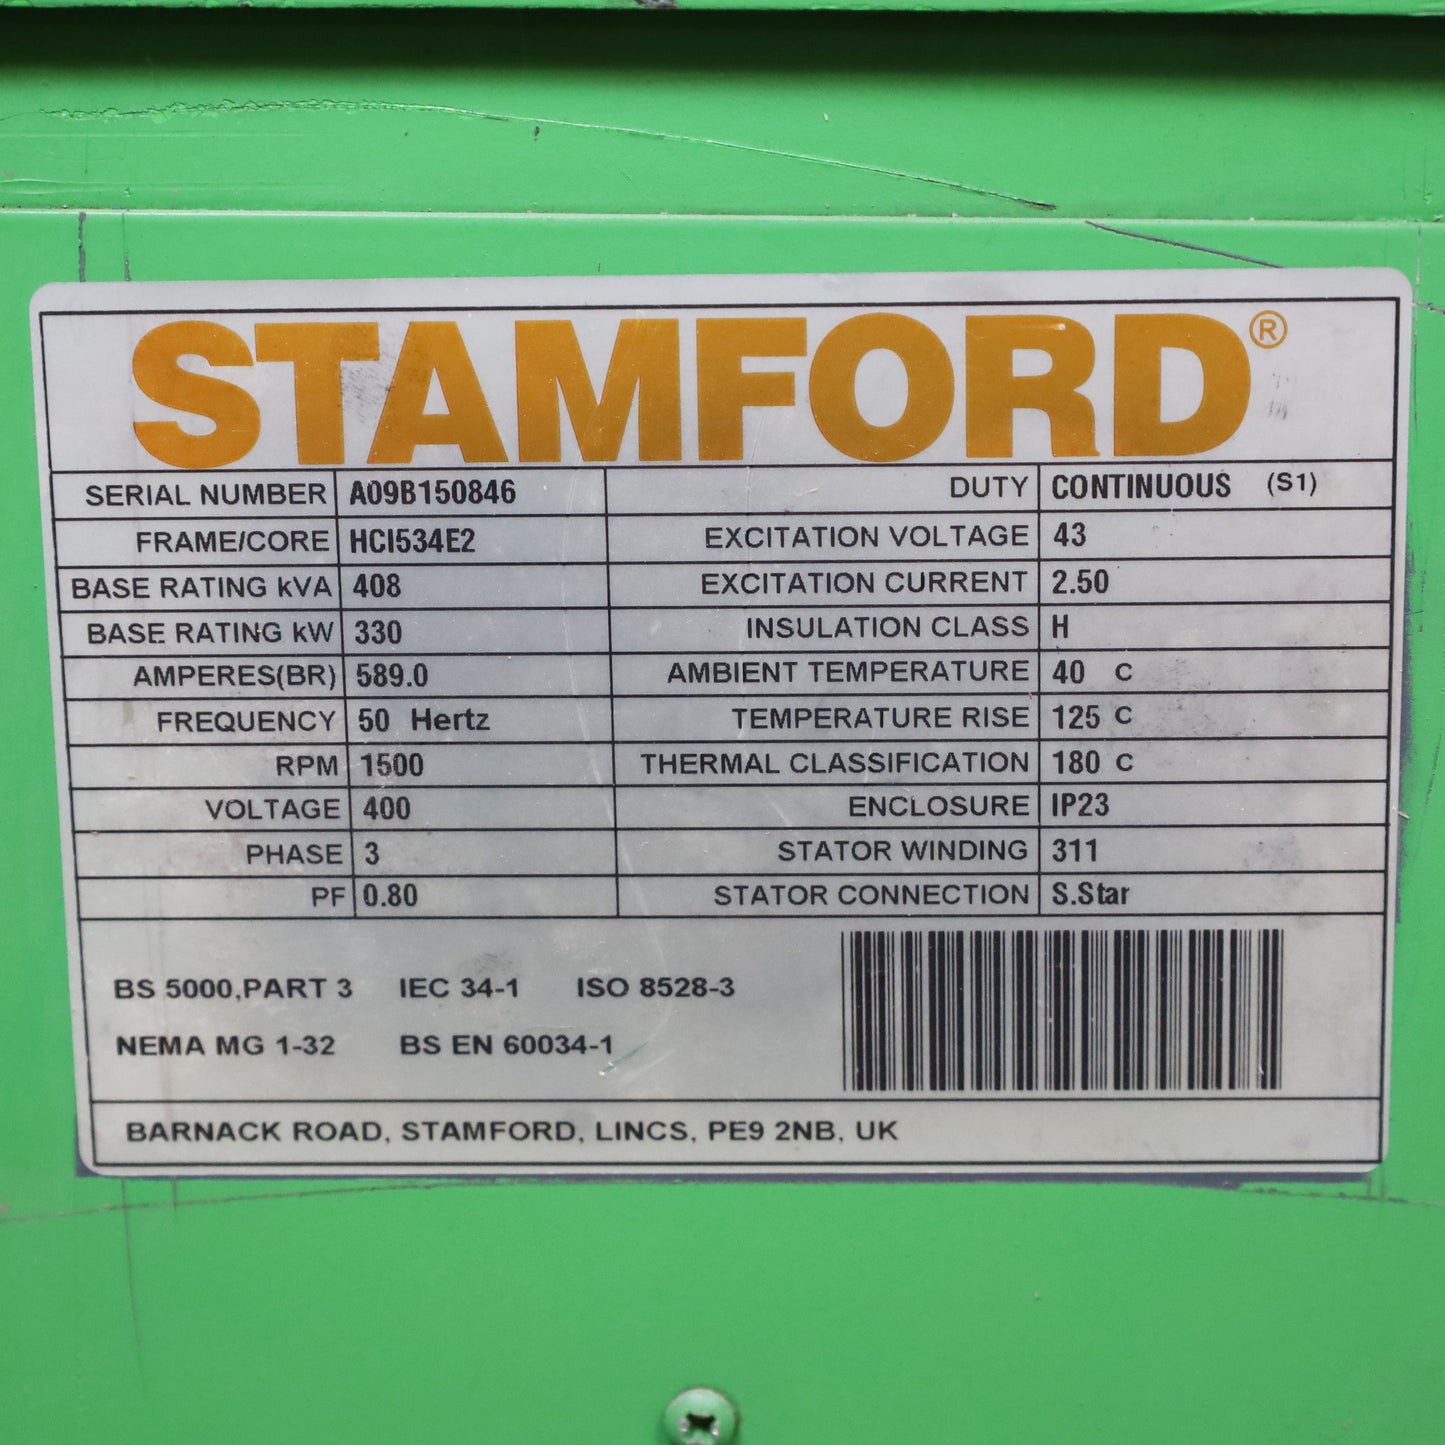 STAMFORD®
SERIAL NUMBER A09B150846 DUTY CONTINUOUS (S1)
FRAME/CORE HCI534E2 EXCITATION VOLTAGE 43
BASE RATING kVA 408 EXCITATION CURRENT 2.50
BASE RATING kW 330 INSULATION CLASS H
AMPERES(BR) 589.0 AMBIENT TEMPERATURE 40 C
FREQUENCY 50 Hertz TEMPERATURE RISE 125 C
RPM 1500 THERMAL CLASSIFICATION 180 C
VOLTAGE 400 ENCLOSURE IP23
PHASE 3 STATOR WINDING 311
PF 0.80 STATOR CONNECTION S.Star
BS 5000,PART 3 IEC 34-1 ISO 8528-3
NEMA MG 1-32 BS EN 60034-1
BARNACK ROAD, STAMFORD, LINCS, PE9 2NB, UK